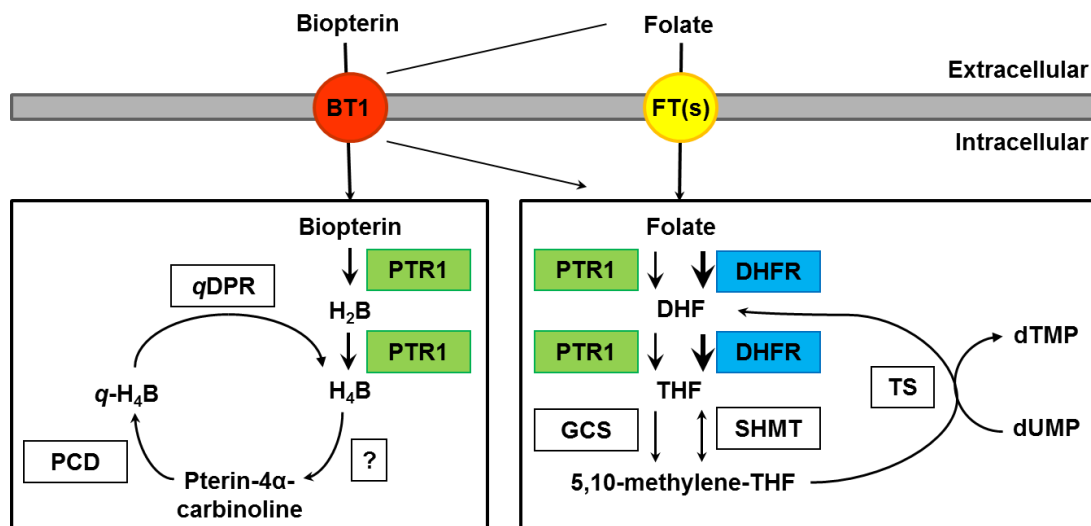 Biopterin
Folate
Extracellular
BT1
FT(s)
Intracellular
Biopterin
PTR1
qDPR
H₂B
PTR1
q-H₄B
H₄B
PCD
?
Pterin-4α-
carbinoline
Folate
PTR1
DHFR
DHF
dTMP
PTR1
DHFR
THF
TS
GCS
SHMT
dUMP
5,10-methylene-THF